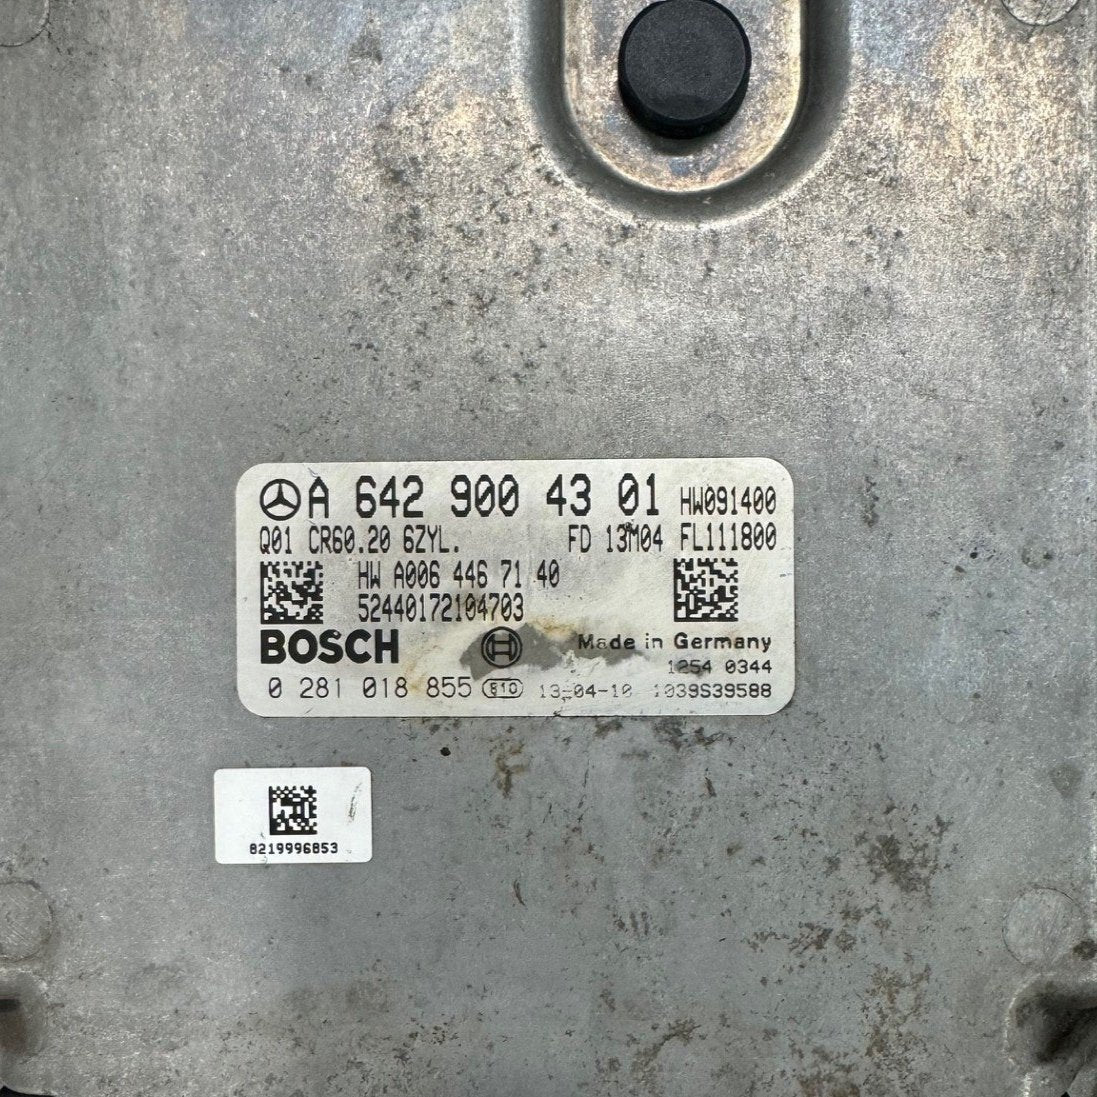 A 642 900 43 01 HW091400
Q01 CR60.20 6ZYL. FD 13M04 FL111800
HW A006 446 71 40
52440172104703
BOSCH Made in Germany
1254 0344
0 281 018 855 e10 13-04-10 1039S39588
8219996853